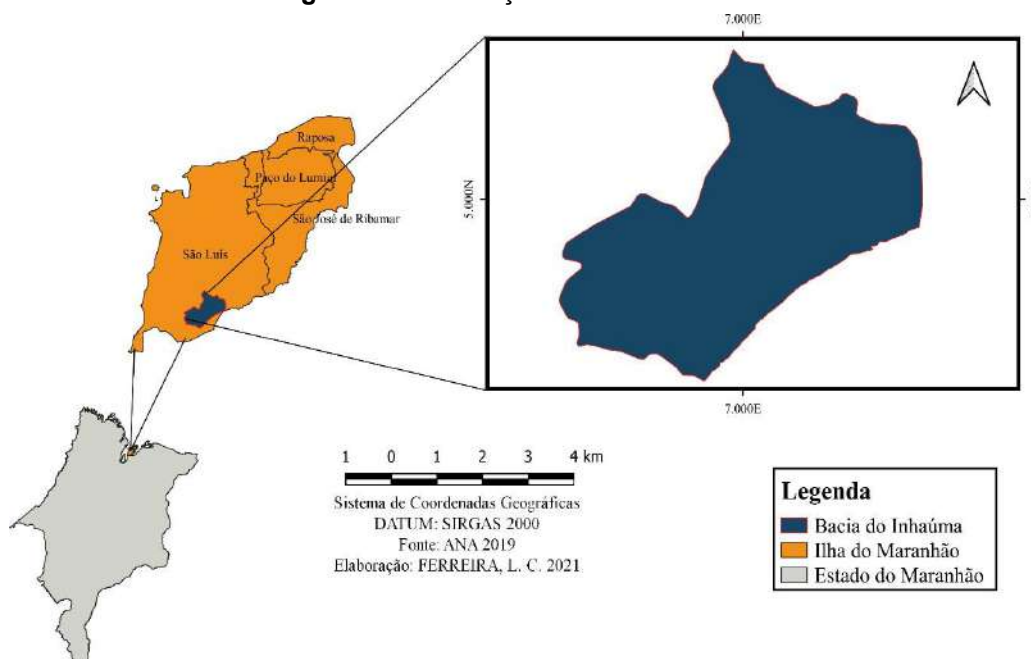 7.000E
Raposa
Paço do Lumiar
São José de Ribamar
São Luís
5.000N
7.000E
1 0 1 2 3 4 km
Sistema de Coordenadas Geográficas
DATUM: SIRGAS 2000
Fonte: ANA 2019
Elaboração: FERREIRA, L. C. 2021
Legenda
Bacia do Inhaúma
Ilha do Maranhão
Estado do Maranhão